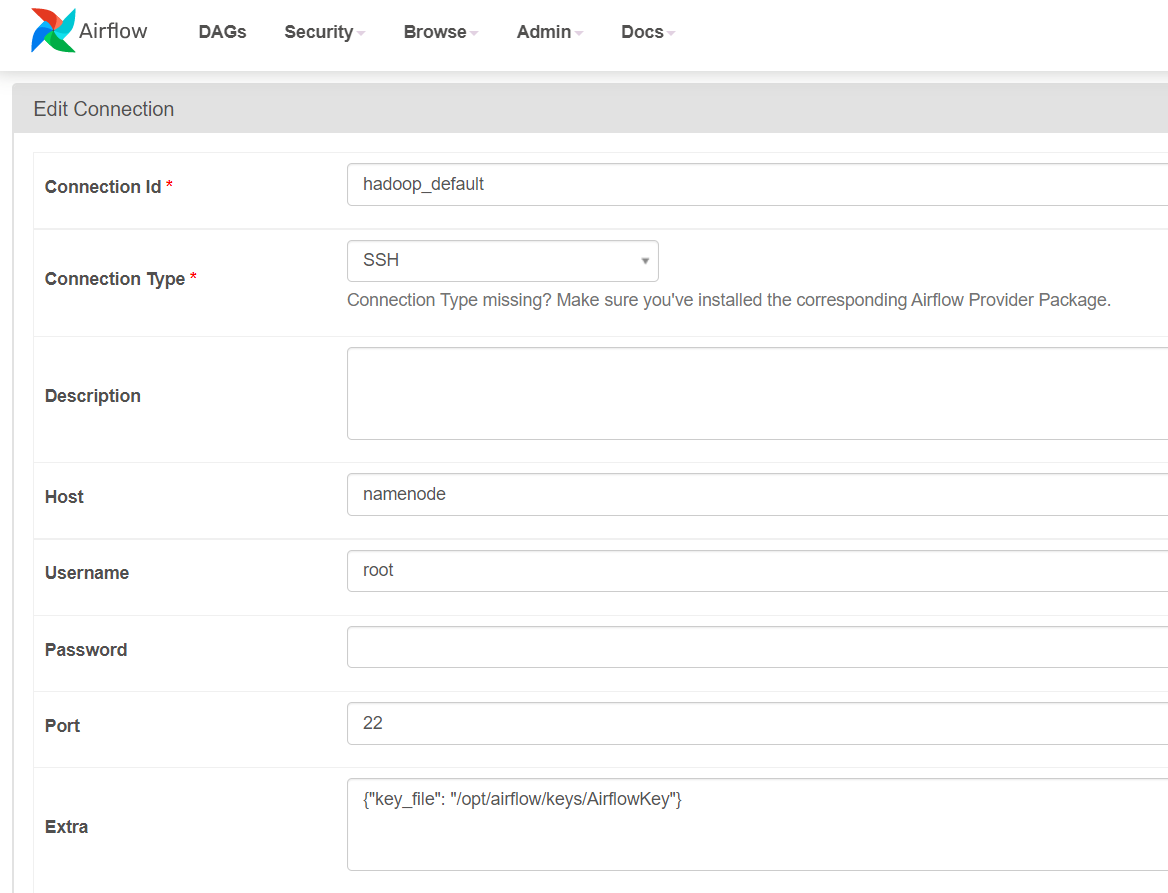 Airflow DAGs Security Browse Admin Docs
Edit Connection
Connection Id * hadoop_default
Connection Type * SSH
Connection Type missing? Make sure you've installed the corresponding Airflow Provider Package.
Description
Host namenode
Username root
Password
Port 22
Extra {"key_file": "/opt/airflow/keys/AirflowKey"}